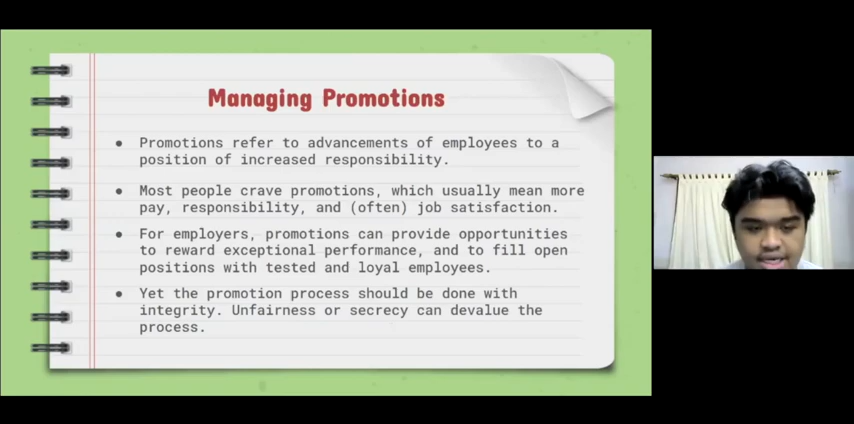 Managing Promotions
● Promotions refer to advancements of employees to a
position of increased responsibility.
● Most people crave promotions, which usually mean more
pay, responsibility, and (often) job satisfaction.
● For employers, promotions can provide opportunities
to reward exceptional performance, and to fill open
positions with tested and loyal employees.
● Yet the promotion process should be done with
integrity. Unfairness or secrecy can devalue the
process.